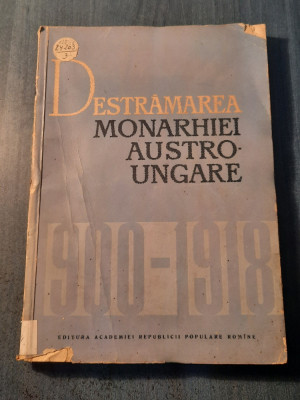 DESTRĂMAREA
MONARHIEI
AUSTRO-
UNGARE
1900-1918
EDITURA ACADEMIEI REPUBLICII POPULARE ROMÎNE